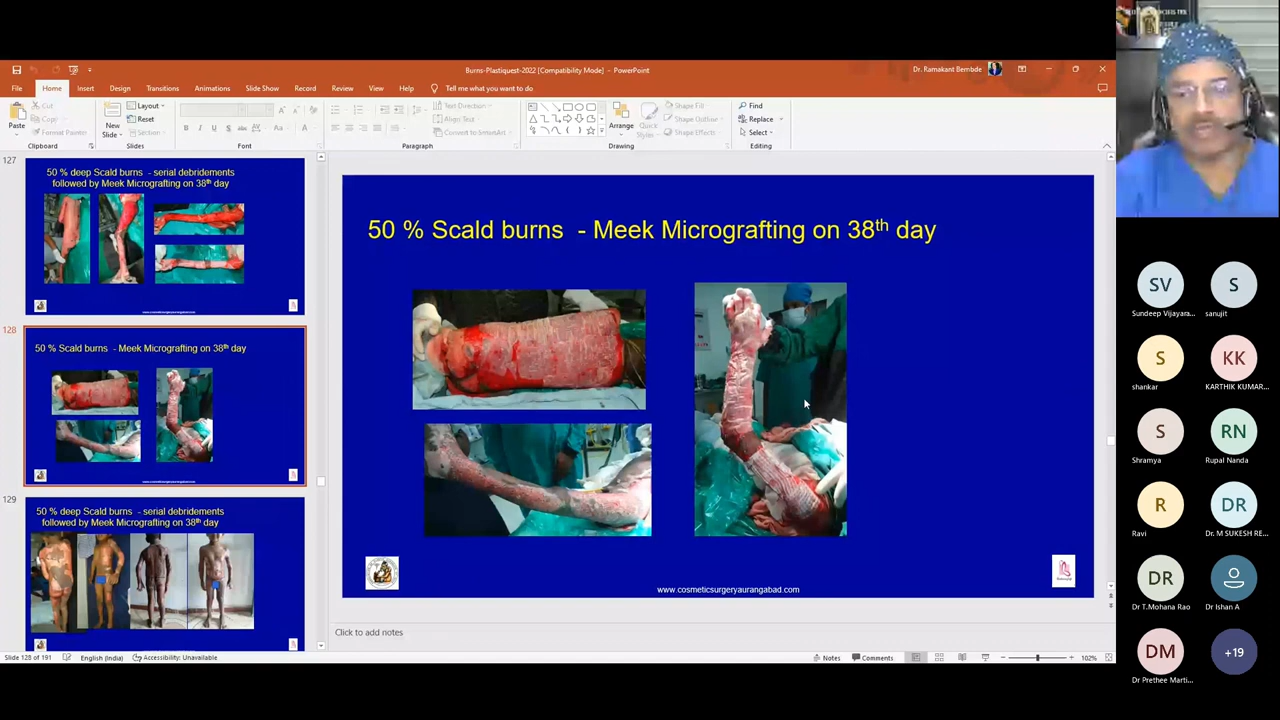 Burns-Plastiquest-2022 [Compatibility Mode] - PowerPoint
Dr. Ramakant Bembde
File Home Insert Design Transitions Animations Slide Show Record Review View Help Tell me what you want to do
Paste
Cut
Copy
Format Painter
Clipboard
New
Slide
Layout
Reset
Section
Slides
Font
Text Direction
Align Text
Convert to SmartArt
Paragraph
Arrange
Quick
Styles
Shape Fill
Shape Outline
Shape Effects
Drawing
Find
Replace
Select
Editing
127
50 % deep Scald burns - serial debridements
followed by Meek Micrografting on 38th day
128
50 % Scald burns - Meek Micrografting on 38th day
129
50 % deep Scald burns - serial debridements
followed by Meek Micrografting on 38th day
50 % Scald burns - Meek Micrografting on 38th day
www.cosmeticsurgeryaurangabad.com
Click to add notes
Slide 128 of 191
English (India)
Accessibility: Unavailable
Notes
Comments
102%
SV
S
Sundeep Vijayara...
sanujit
S
KK
shankar
KARTHIK KUMAR...
S
RN
Shramya
Rupal Nanda
R
DR
Ravi
Dr. M SUKESH RE...
DR
Dr T.Mohana Rao
Dr Ishan A
DM
+19
Dr Prethee Marti...